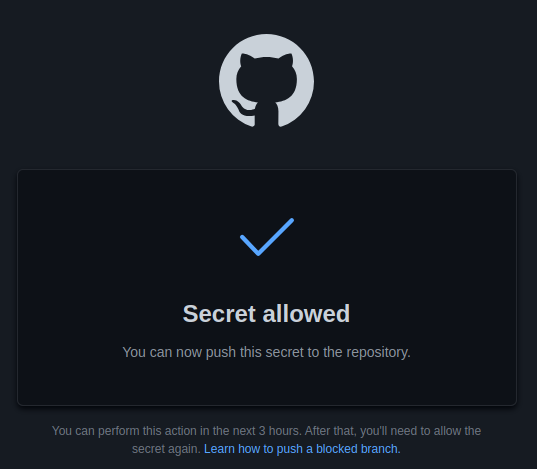 Secret allowed
You can now push this secret to the repository.
You can perform this action in the next 3 hours. After that, you'll need to allow the
secret again. Learn how to push a blocked branch.